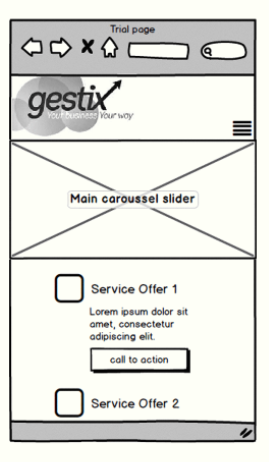 Trial page
gestix
Your business Your way
Main caroussel slider
Service Offer 1
Lorem ipsum dolor sit
amet, consectetur
adipiscing elit.
call to action
Service Offer 2